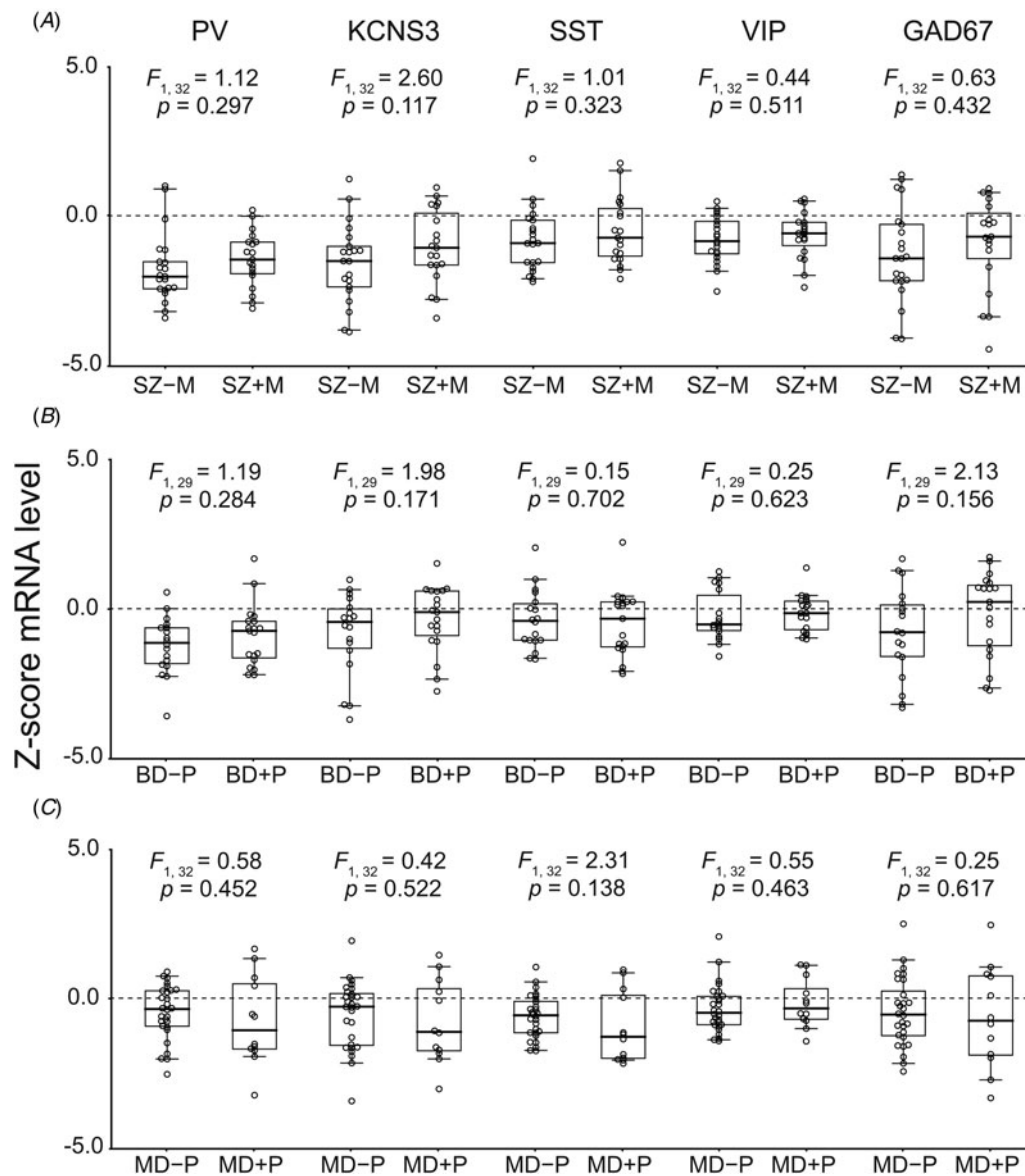 (A)
PV KCNS3 SST VIP GAD67
5.0
F1, 32 = 1.12 F1, 32 = 2.60 F1, 32 = 1.01 F1, 32 = 0.44 F1, 32 = 0.63
p = 0.297 p = 0.117 p = 0.323 p = 0.511 p = 0.432
0.0
-5.0
SZ−M SZ+M SZ−M SZ+M SZ−M SZ+M SZ−M SZ+M SZ−M SZ+M
(B)
Z-score mRNA level
5.0
F1, 29 = 1.19 F1, 29 = 1.98 F1, 29 = 0.15 F1, 29 = 0.25 F1, 29 = 2.13
p = 0.284 p = 0.171 p = 0.702 p = 0.623 p = 0.156
0.0
-5.0
BD−P BD+P BD−P BD+P BD−P BD+P BD−P BD+P BD−P BD+P
(C)
5.0
F1, 32 = 0.58 F1, 32 = 0.42 F1, 32 = 2.31 F1, 32 = 0.55 F1, 32 = 0.25
p = 0.452 p = 0.522 p = 0.138 p = 0.463 p = 0.617
0.0
-5.0
MD−P MD+P MD−P MD+P MD−P MD+P MD−P MD+P MD−P MD+P